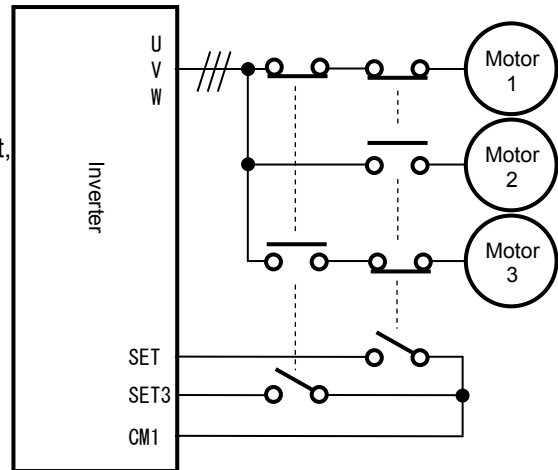 U
V
W
Motor
1
t,
Motor
2
Inverter
Motor
3
SET
SET3
CM1